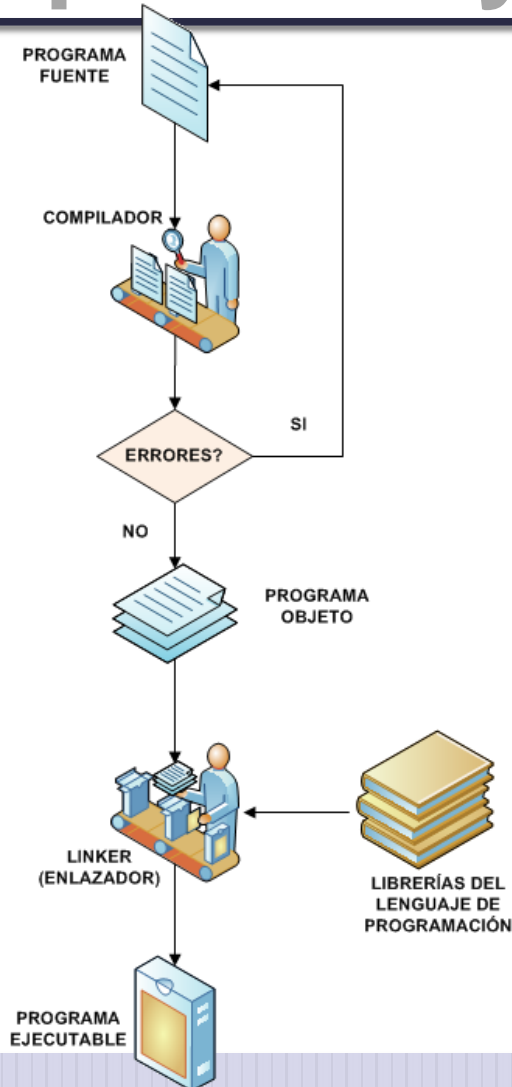 PROGRAMA
FUENTE
COMPILADOR
ERRORES?
SI
NO
PROGRAMA
OBJETO
LINKER
(ENLAZADOR)
LIBRERÍAS DEL
LENGUAJE DE
PROGRAMACIÓN
PROGRAMA
EJECUTABLE